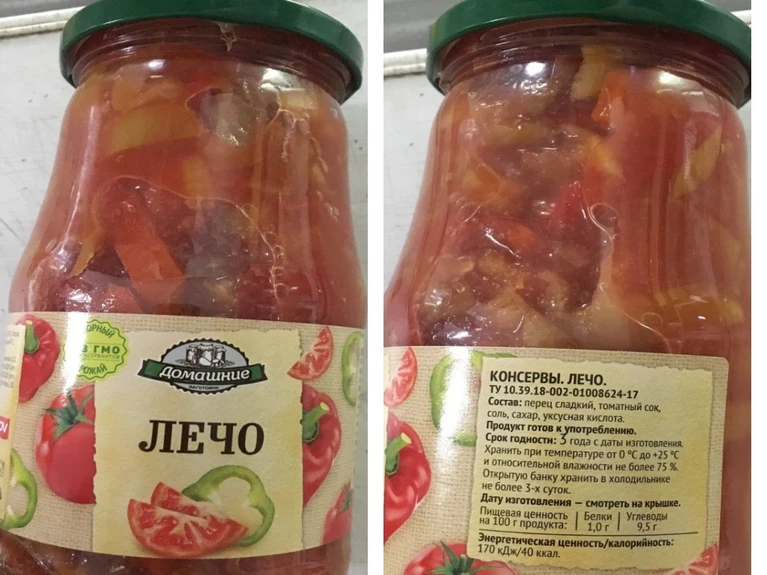 ОРНЫЙ
З ГМО
РОЖАЙ
Домашние
ЗАГОТОВКИ
ЛЕЧО
КОНСЕРВЫ. ЛЕЧО.
ТУ 10.39.18-002-01008624-17
Состав: перец сладкий, томатный сок,
соль, сахар, уксусная кислота.
Продукт готов к употреблению.
Срок годности: 3 года с даты изготовления.
Хранить при температуре от 0 °С до +25 °С
и относительной влажности не более 75 %.
Открытую банку хранить в холодильнике
не более 3-х суток.
Дату изготовления — смотреть на крышке.
Пищевая ценность | Белки | Углеводы
на 100 г продукта: | 1,0 г | 9,5 г
Энергетическая ценность/калорийность:
170 кДж/40 ккал.